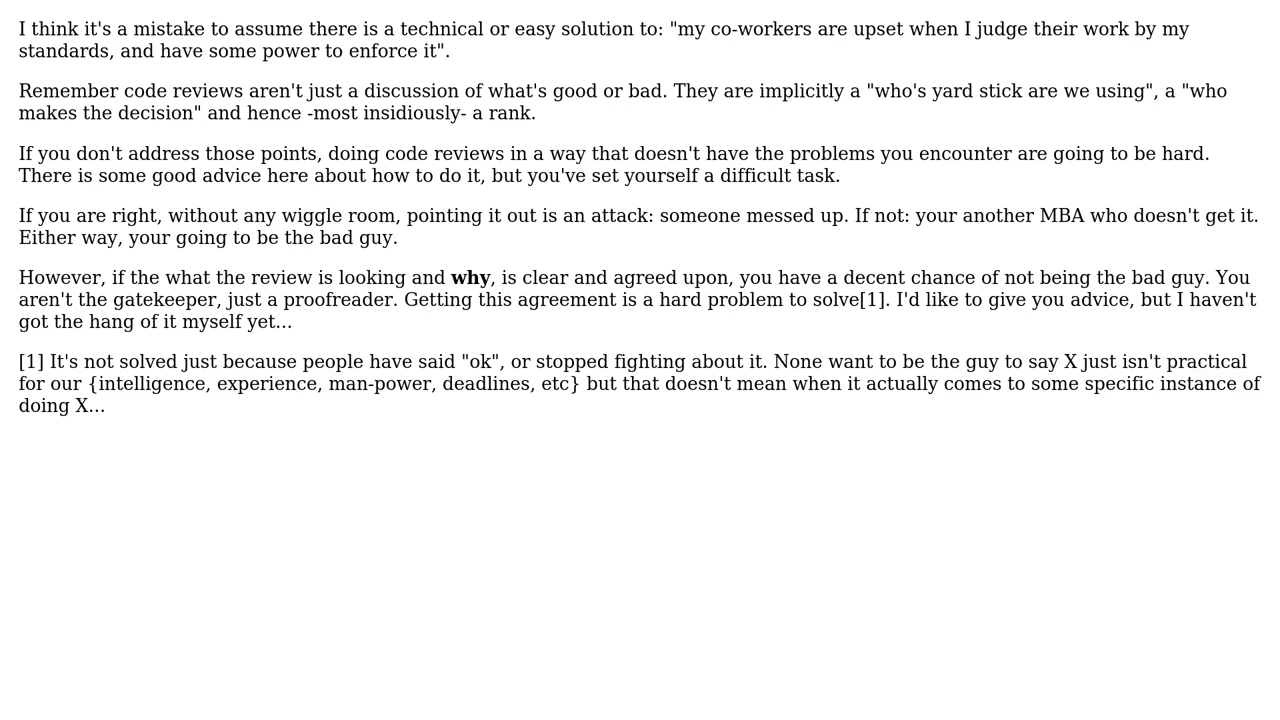 I think it's a mistake to assume there is a technical or easy solution to: "my co-workers are upset when I judge their work by my
standards, and have some power to enforce it".
Remember code reviews aren't just a discussion of what's good or bad. They are implicitly a "who's yard stick are we using", a "who
makes the decision" and hence -most insidiously- a rank.
If you don't address those points, doing code reviews in a way that doesn't have the problems you encounter are going to be hard.
There is some good advice here about how to do it, but you've set yourself a difficult task.
If you are right, without any wiggle room, pointing it out is an attack: someone messed up. If not: your another MBA who doesn't get it.
Either way, your going to be the bad guy.
However, if the what the review is looking and why, is clear and agreed upon, you have a decent chance of not being the bad guy. You
aren't the gatekeeper, just a proofreader. Getting this agreement is a hard problem to solve[1]. I'd like to give you advice, but I haven't
got the hang of it myself yet...
[1] It's not solved just because people have said "ok", or stopped fighting about it. None want to be the guy to say X just isn't practical
for our {intelligence, experience, man-power, deadlines, etc} but that doesn't mean when it actually comes to some specific instance of
doing X...